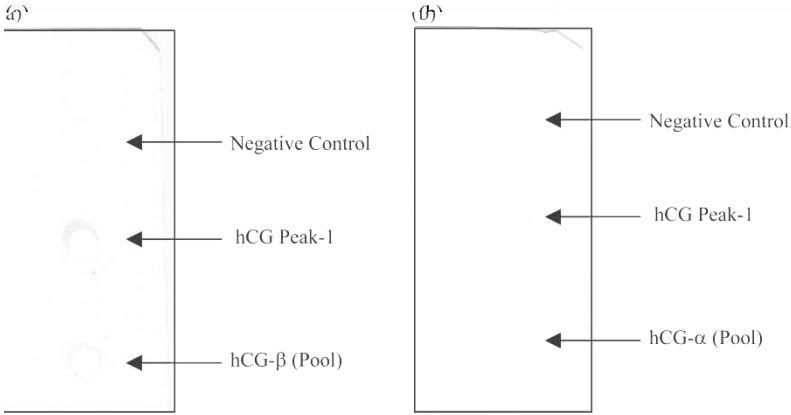 (a)
Negative Control
hCG Peak-1
hCG-β (Pool)
(b)
Negative Control
hCG Peak-1
hCG-α (Pool)